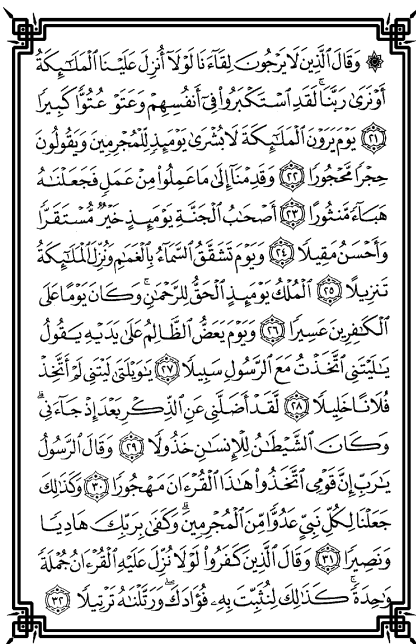 ۞ وَقَالَ ٱلَّذِينَ لَا يَرْجُونَ لِقَآءَنَا لَوْلَآ أُنزِلَ عَلَيْنَا ٱلْمَلَٰٓئِكَةُ
أَوْ نَرَىٰ رَبَّنَا ۗ لَقَدِ ٱسْتَكْبَرُوا۟ فِىٓ أَنفُسِهِمْ وَعَتَوْ عُتُوًّا كَبِيرًا
٢١ يَوْمَ يَرَوْنَ ٱلْمَلَٰٓئِكَةَ لَا بُشْرَىٰ يَوْمَئِذٍ لِّلْمُجْرِمِينَ وَيَقُولُونَ
حِجْرًا مَّحْجُورًا ٢٢ وَقَدِمْنَآ إِلَىٰ مَا عَمِلُوا۟ مِنْ عَمَلٍ فَجَعَلْنَٰهُ
هَبَآءً مَّنثُورًا ٢٣ أَصْحَٰبُ ٱلْجَنَّةِ يَوْمَئِذٍ خَيْرٌ مُّسْتَقَرًّا
وَأَحْسَنُ مَقِيلًا ٢٤ وَيَوْمَ تَشَقَّقُ ٱلسَّمَآءُ بِٱلْغَمَٰمِ وَنُزِّلَ ٱلْمَلَٰٓئِكَةُ
تَنزِيلًا ٢٥ ٱلْمُلْكُ يَوْمَئِذٍ ٱلْحَقُّ لِلرَّحْمَٰنِ ۚ وَكَانَ يَوْمًا عَلَى
ٱلْكَٰفِرِينَ عَسِيرًا ٢٦ وَيَوْمَ يَعَضُّ ٱلظَّالِمُ عَلَىٰ يَدَيْهِ يَقُولُ
يَٰلَيْتَنِى ٱتَّخَذْتُ مَعَ ٱلرَّسُولِ سَبِيلًا ٢٧ يَٰوَيْلَتَىٰ لَيْتَنِى لَمْ أَتَّخِذْ
فُلَانًا خَلِيلًا ٢٨ لَّقَدْ أَضَلَّنِى عَنِ ٱلذِّكْرِ بَعْدَ إِذْ جَآءَنِى ۗ
وَكَانَ ٱلشَّيْطَٰنُ لِلْإِنسَٰنِ خَذُولًا ٢٩ وَقَالَ ٱلرَّسُولُ
يَٰرَبِّ إِنَّ قَوْمِى ٱتَّخَذُوا۟ هَٰذَا ٱلْقُرْءَانَ مَهْجُورًا ٣٠ وَكَذَٰلِكَ
جَعَلْنَا لِكُلِّ نَبِىٍّ عَدُوًّا مِّنَ ٱلْمُجْرِمِينَ ۗ وَكَفَىٰ بِرَبِّكَ هَادِيًا
وَنَصِيرًا ٣١ وَقَالَ ٱلَّذِينَ كَفَرُوا۟ لَوْلَا نُزِّلَ عَلَيْهِ ٱلْقُرْءَانُ جُمْلَةً
وَٰحِدَةً ۚ كَذَٰلِكَ لِنُثَبِّتَ بِهِۦ فُؤَادَكَ ۖ وَرَتَّلْنَٰهُ تَرْتِيلًا ٣٢